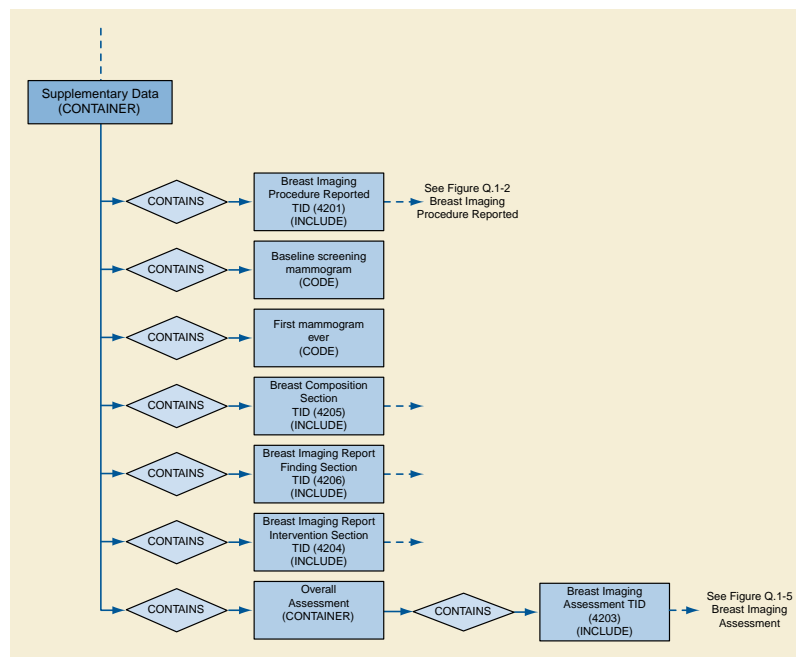 Supplementary Data
(CONTAINER)
CONTAINS
Breast Imaging
Procedure Reported
TID (4201)
(INCLUDE)
See Figure Q.1-2
Breast Imaging
Procedure Reported
CONTAINS
Baseline screening
mammogram
(CODE)
CONTAINS
First mammogram
ever
(CODE)
CONTAINS
Breast Composition
Section
TID (4205)
(INCLUDE)
CONTAINS
Breast Imaging Report
Finding Section
TID (4206)
(INCLUDE)
CONTAINS
Breast Imaging Report
Intervention Section
TID (4204)
(INCLUDE)
CONTAINS
Overall
Assessment
(CONTAINER)
CONTAINS
Breast Imaging
Assessment TID
(4203)
(INCLUDE)
See Figure Q.1-5
Breast Imaging
Assessment